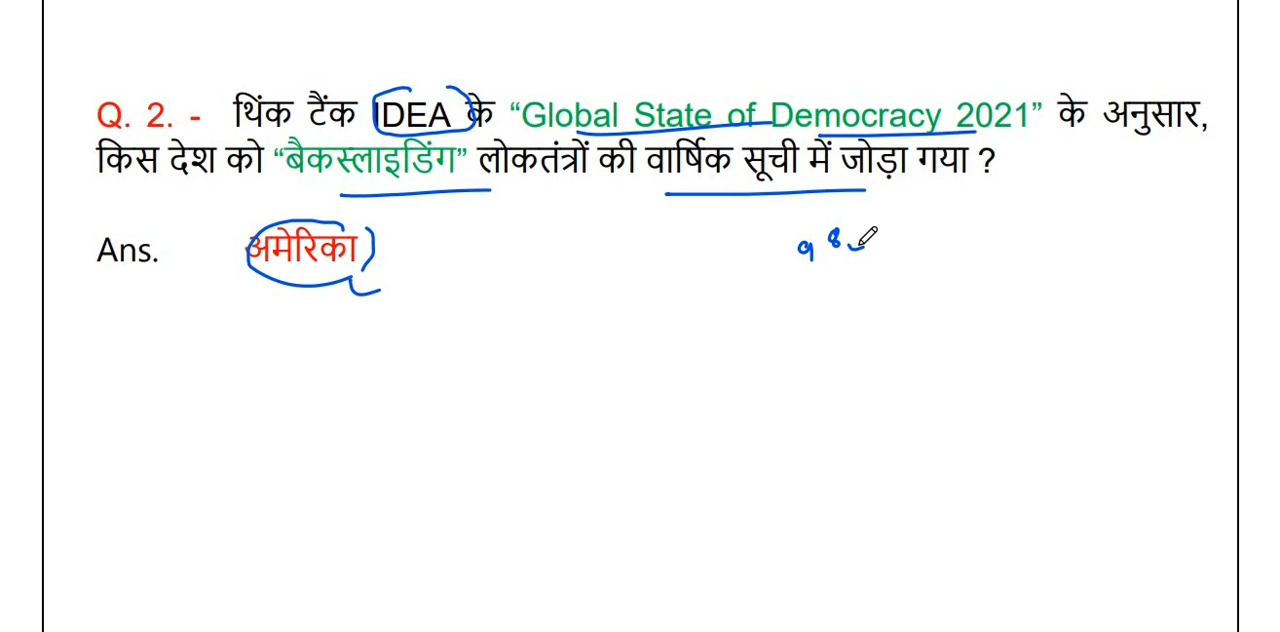 Q. 2. - थिंक टैंक IDEA के “Global State of Democracy 2021” के अनुसार,
किस देश को “बैकस्लाइडिंग” लोकतंत्रों की वार्षिक सूची में जोड़ा गया ?
Ans. अमेरिका